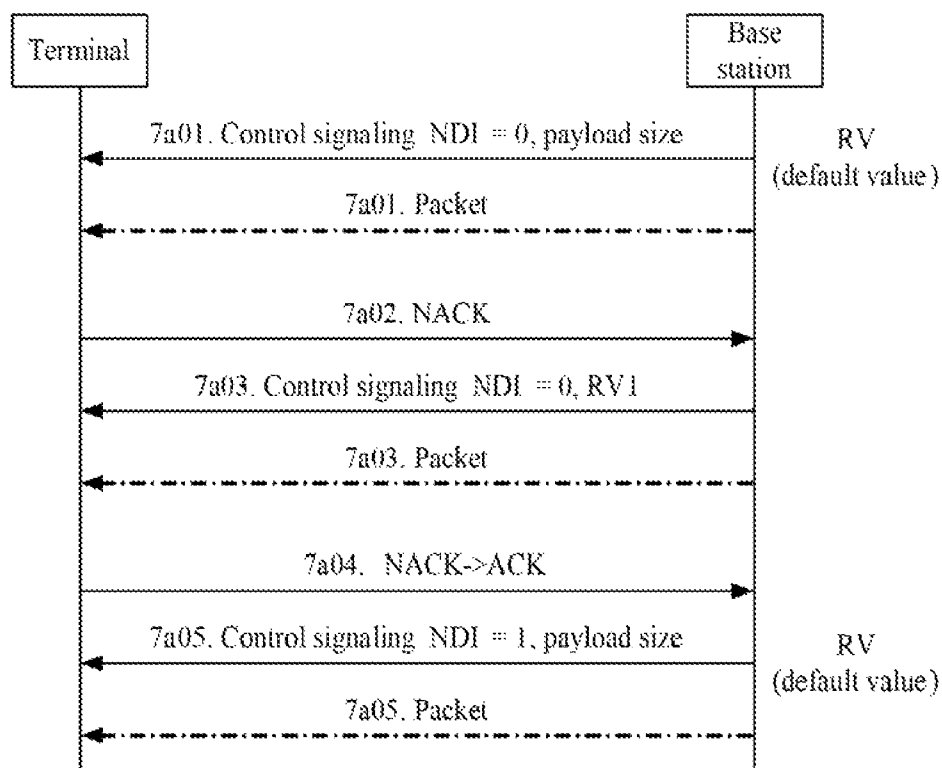 Terminal
Base
station
7a01. Control signaling NDI = 0, payload size
RV
(default value)
7a01. Packet
7a02. NACK
7a03. Control signaling NDI = 0, RV1
7a03. Packet
7a04. NACK->ACK
7a05. Control signaling NDI = 1, payload size
RV
(default value)
7a05. Packet